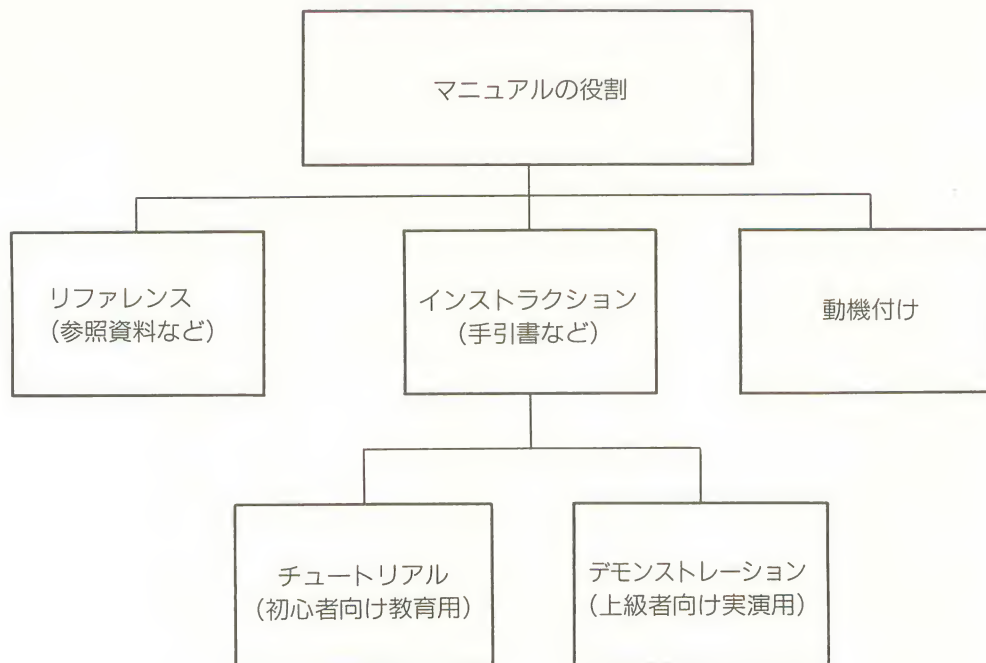 マニュアルの役割
リファレンス
(参照資料など)
インストラクション
(手引書など)
動機付け
チュートリアル
(初心者向け教育用)
デモンストレーション
(上級者向け実演用)